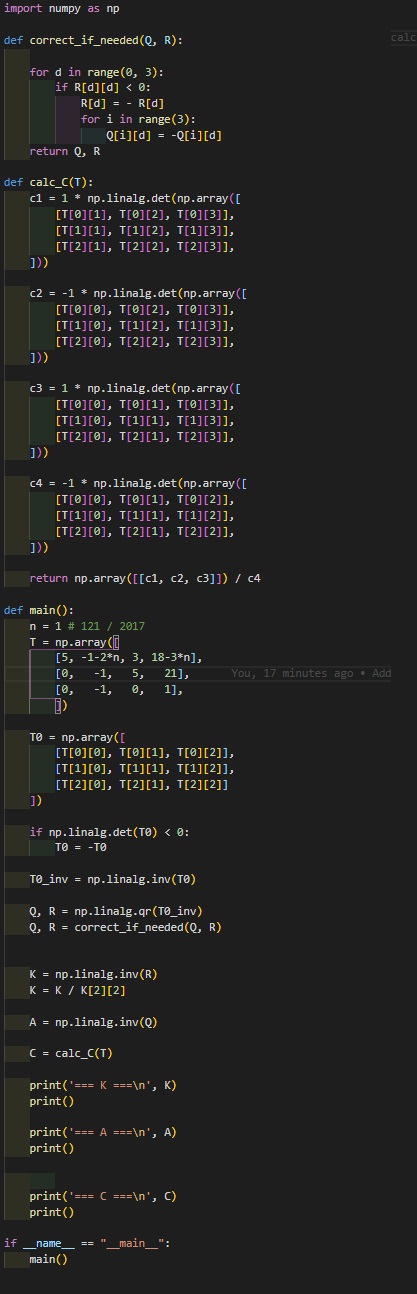 import numpy as np
calc
def correct_if_needed(Q, R):
for d in range(0, 3):
if R[d][d] < 0:
R[d] = - R[d]
for i in range(3):
Q[i][d] = -Q[i][d]
return Q, R
def calc_C(T):
c1 = 1 * np.linalg.det(np.array([
[T[0][1], T[0][2], T[0][3]],
[T[1][1], T[1][2], T[1][3]],
[T[2][1], T[2][2], T[2][3]],
]))
c2 = -1 * np.linalg.det(np.array([
[T[0][0], T[0][2], T[0][3]],
[T[1][0], T[1][2], T[1][3]],
[T[2][0], T[2][2], T[2][3]],
]))
c3 = 1 * np.linalg.det(np.array([
[T[0][0], T[0][1], T[0][3]],
[T[1][0], T[1][1], T[1][3]],
[T[2][0], T[2][1], T[2][3]],
]))
c4 = -1 * np.linalg.det(np.array([
[T[0][0], T[0][1], T[0][2]],
[T[1][0], T[1][1], T[1][2]],
[T[2][0], T[2][1], T[2][2]],
]))
return np.array([[c1, c2, c3]]) / c4
def main():
n = 1 # 121 / 2017
T = np.array([
[5, -1-2*n, 3, 18-3*n],
[0, -1, 5, 21], You, 17 minutes ago • Add
[0, -1, 0, 1],
])
T0 = np.array([
[T[0][0], T[0][1], T[0][2]],
[T[1][0], T[1][1], T[1][2]],
[T[2][0], T[2][1], T[2][2]]
])
if np.linalg.det(T0) < 0:
T0 = -T0
T0_inv = np.linalg.inv(T0)
Q, R = np.linalg.qr(T0_inv)
Q, R = correct_if_needed(Q, R)
K = np.linalg.inv(R)
K = K / K[2][2]
A = np.linalg.inv(Q)
C = calc_C(T)
print('=== K ===\n', K)
print()
print('=== A ===\n', A)
print()
print('=== C ===\n', C)
print()
if __name__ == "__main__":
main()